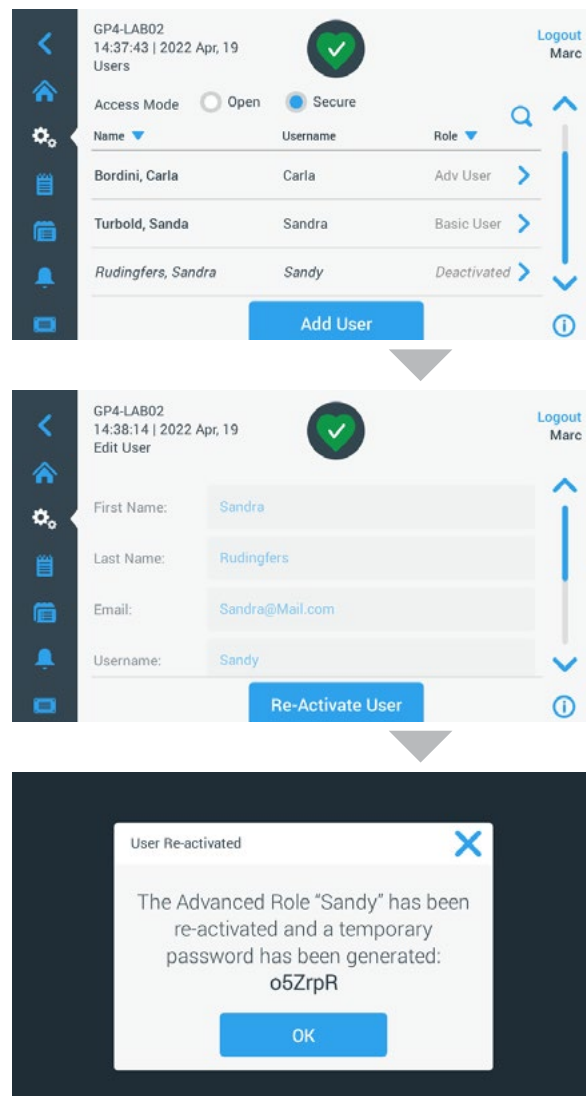 GP4-LAB02
14:37:43 | 2022 Apr, 19
Users
Logout
Marc
Access Mode Open Secure
Name Username Role
Bordini, Carla Carla Adv User
Turbold, Sanda Sandra Basic User
Rudingfers, Sandra Sandy Deactivated
Add User
GP4-LAB02
14:38:14 | 2022 Apr, 19
Edit User
Logout
Marc
First Name: Sandra
Last Name: Rudingfers
Email: Sandra@Mail.com
Username: Sandy
Re-Activate User
User Re-activated
The Advanced Role “Sandy” has been
re-activated and a temporary
password has been generated:
o5ZrpR
OK